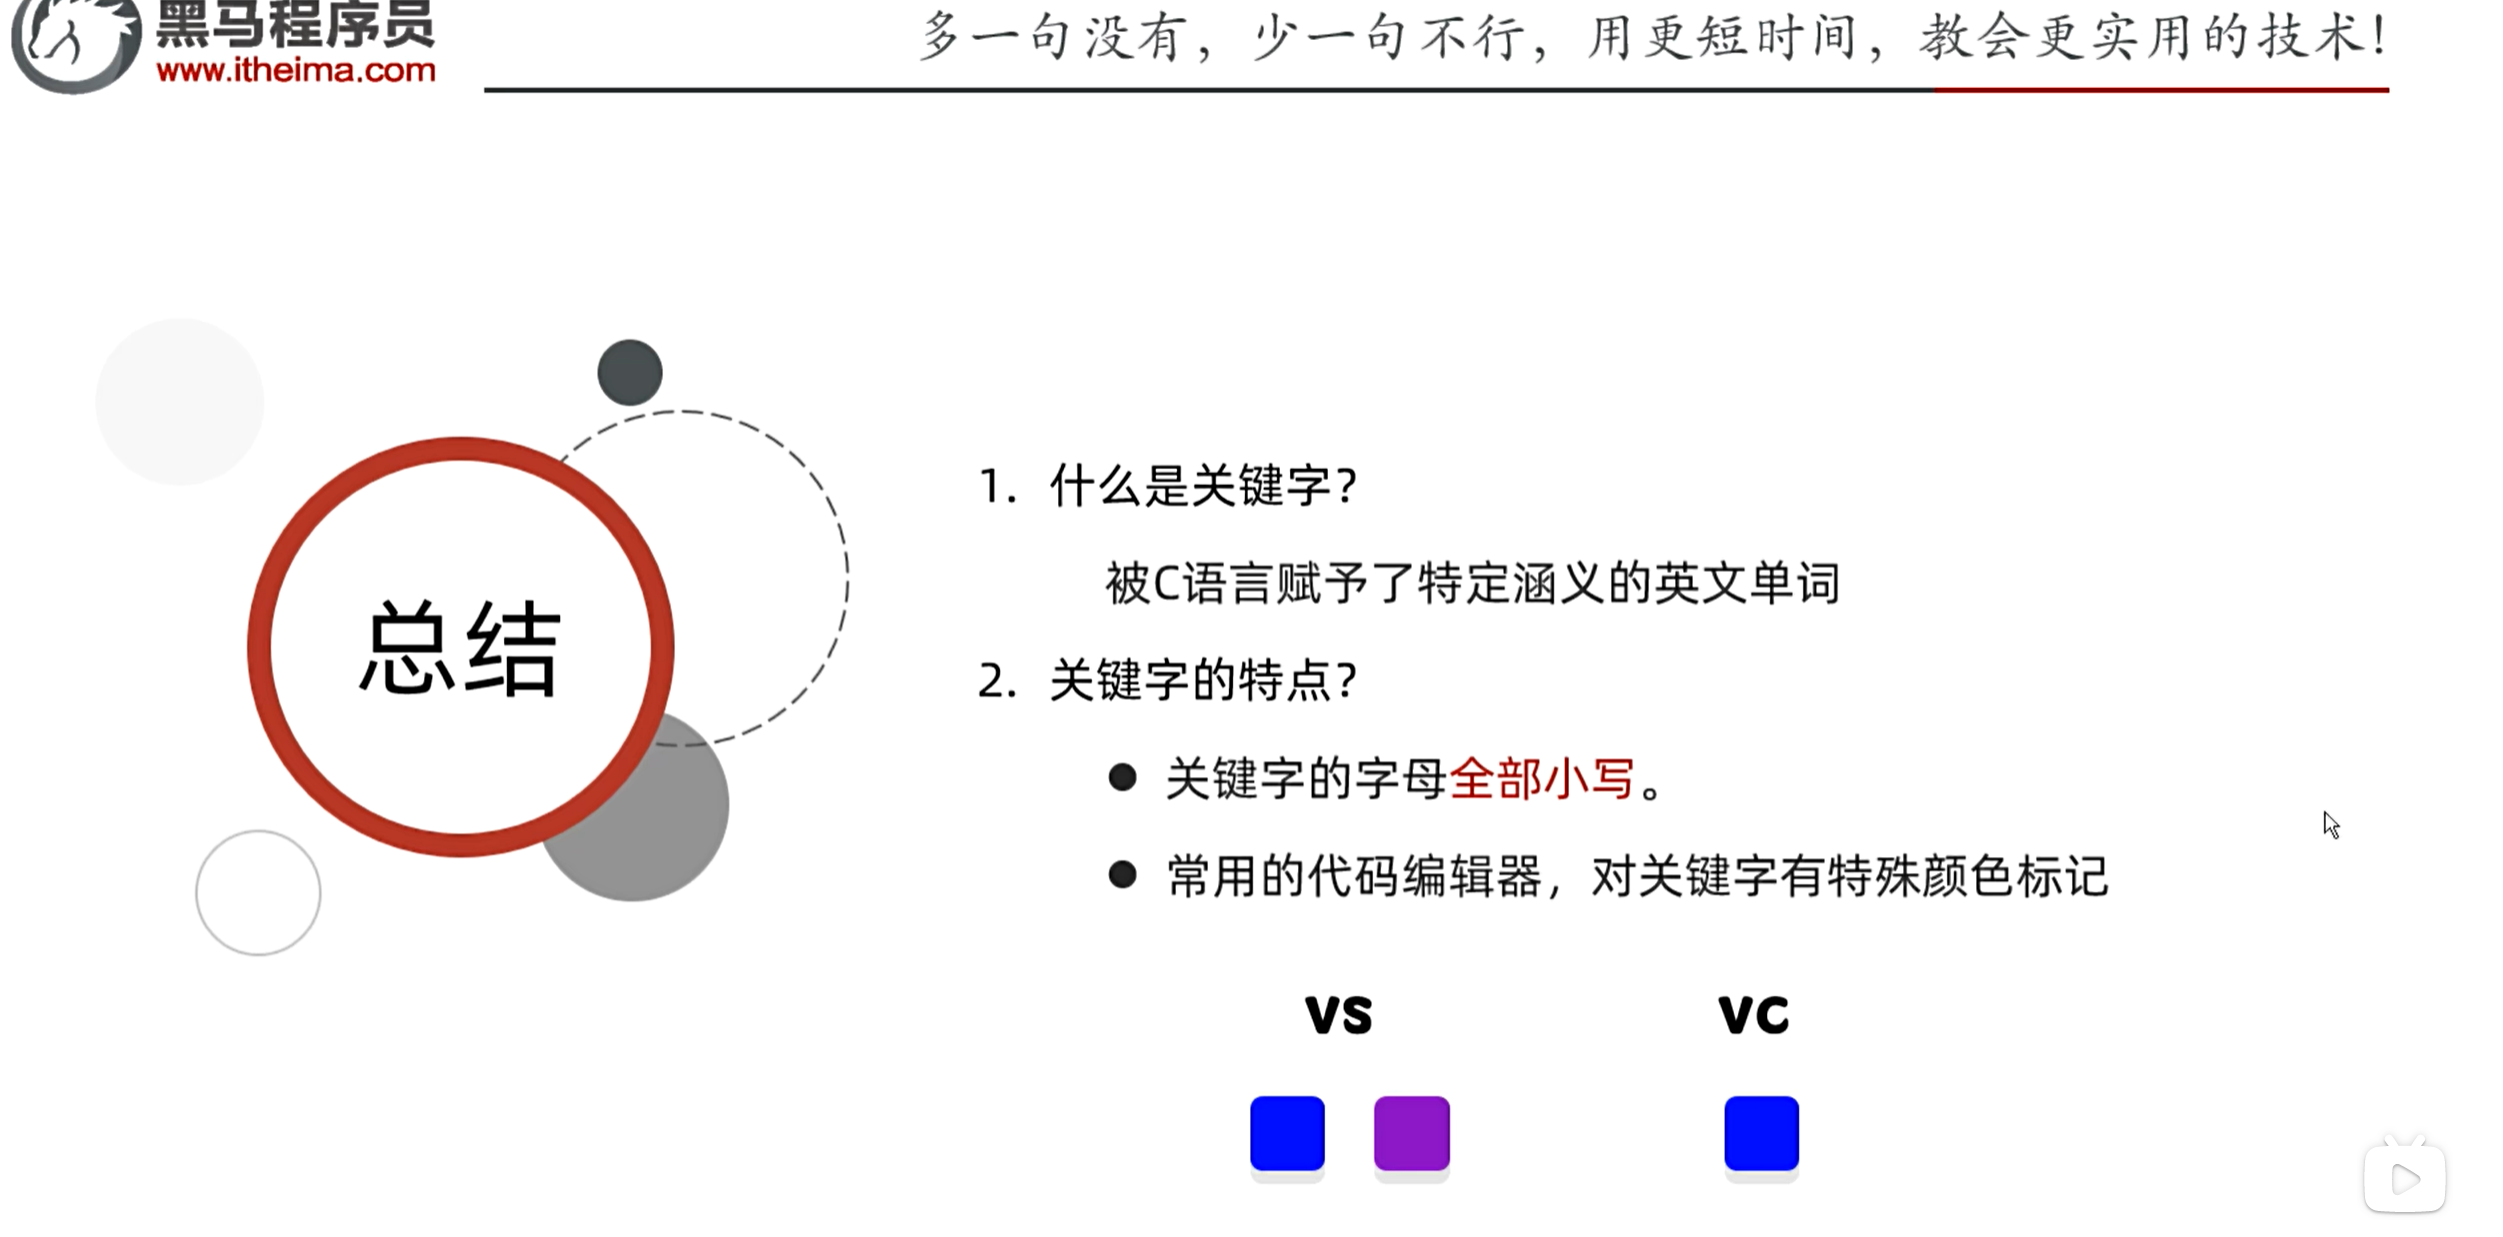 黑马程序员
www.itheima.com
多一句没有，少一句不行，用更短时间，教会更实用的技术！
总结
1. 什么是关键字？
被C语言赋予了特定涵义的英文单词
2. 关键字的特点？
● 关键字的字母全部小写。
● 常用的代码编辑器，对关键字有特殊颜色标记
vs vc